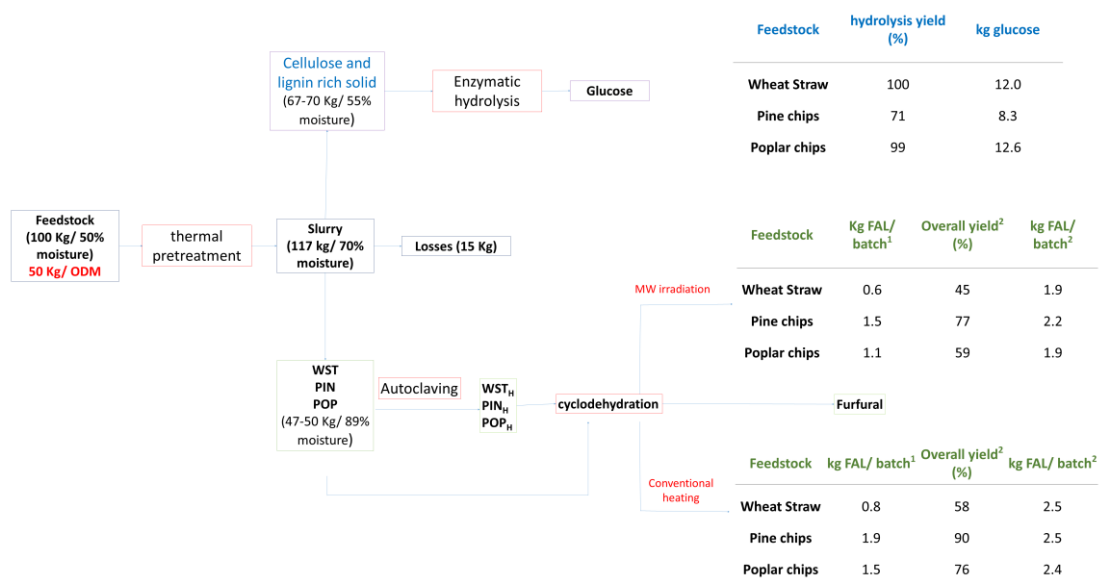 Feedstock
(100 Kg/ 50%
moisture)
50 Kg/ ODM
thermal
pretreatment
Cellulose and
lignin rich solid
(67-70 Kg/ 55%
moisture)
Enzymatic
hydrolysis
Glucose
Slurry
(117 kg/ 70%
moisture)
Losses (15 Kg)
WST
PIN
POP
(47-50 Kg/ 89%
moisture)
Autoclaving
WSTH
PINH
POPH
cyclodehydration
MW irradiation
Conventional
heating
Furfural
Feedstock hydrolysis yield (%) kg glucose
Wheat Straw 100 12.0
Pine chips 71 8.3
Poplar chips 99 12.6
Feedstock Kg FAL/ batch1 Overall yield2 (%) kg FAL/ batch2
Wheat Straw 0.6 45 1.9
Pine chips 1.5 77 2.2
Poplar chips 1.1 59 1.9
Feedstock kg FAL/ batch1 Overall yield2 (%) kg FAL/ batch2
Wheat Straw 0.8 58 2.5
Pine chips 1.9 90 2.5
Poplar chips 1.5 76 2.4